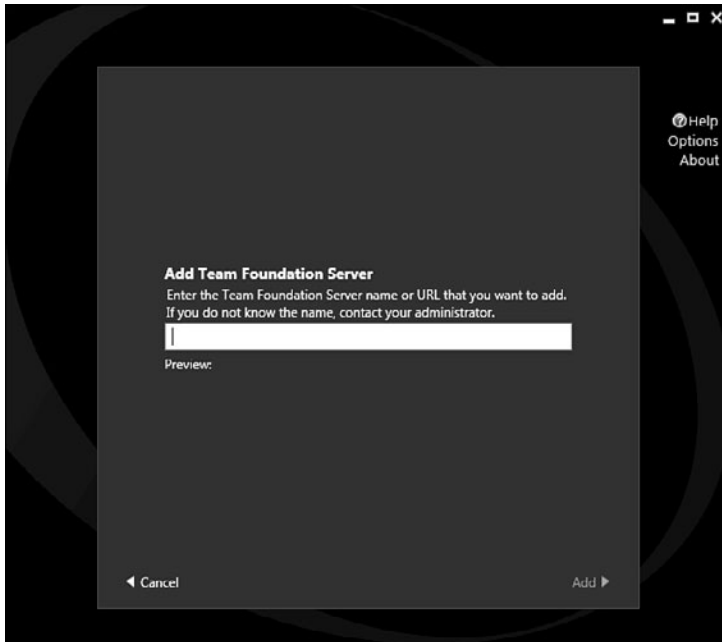 Help
Options
About
Add Team Foundation Server
Enter the Team Foundation Server name or URL that you want to add.
If you do not know the name, contact your administrator.
Preview:
Cancel
Add